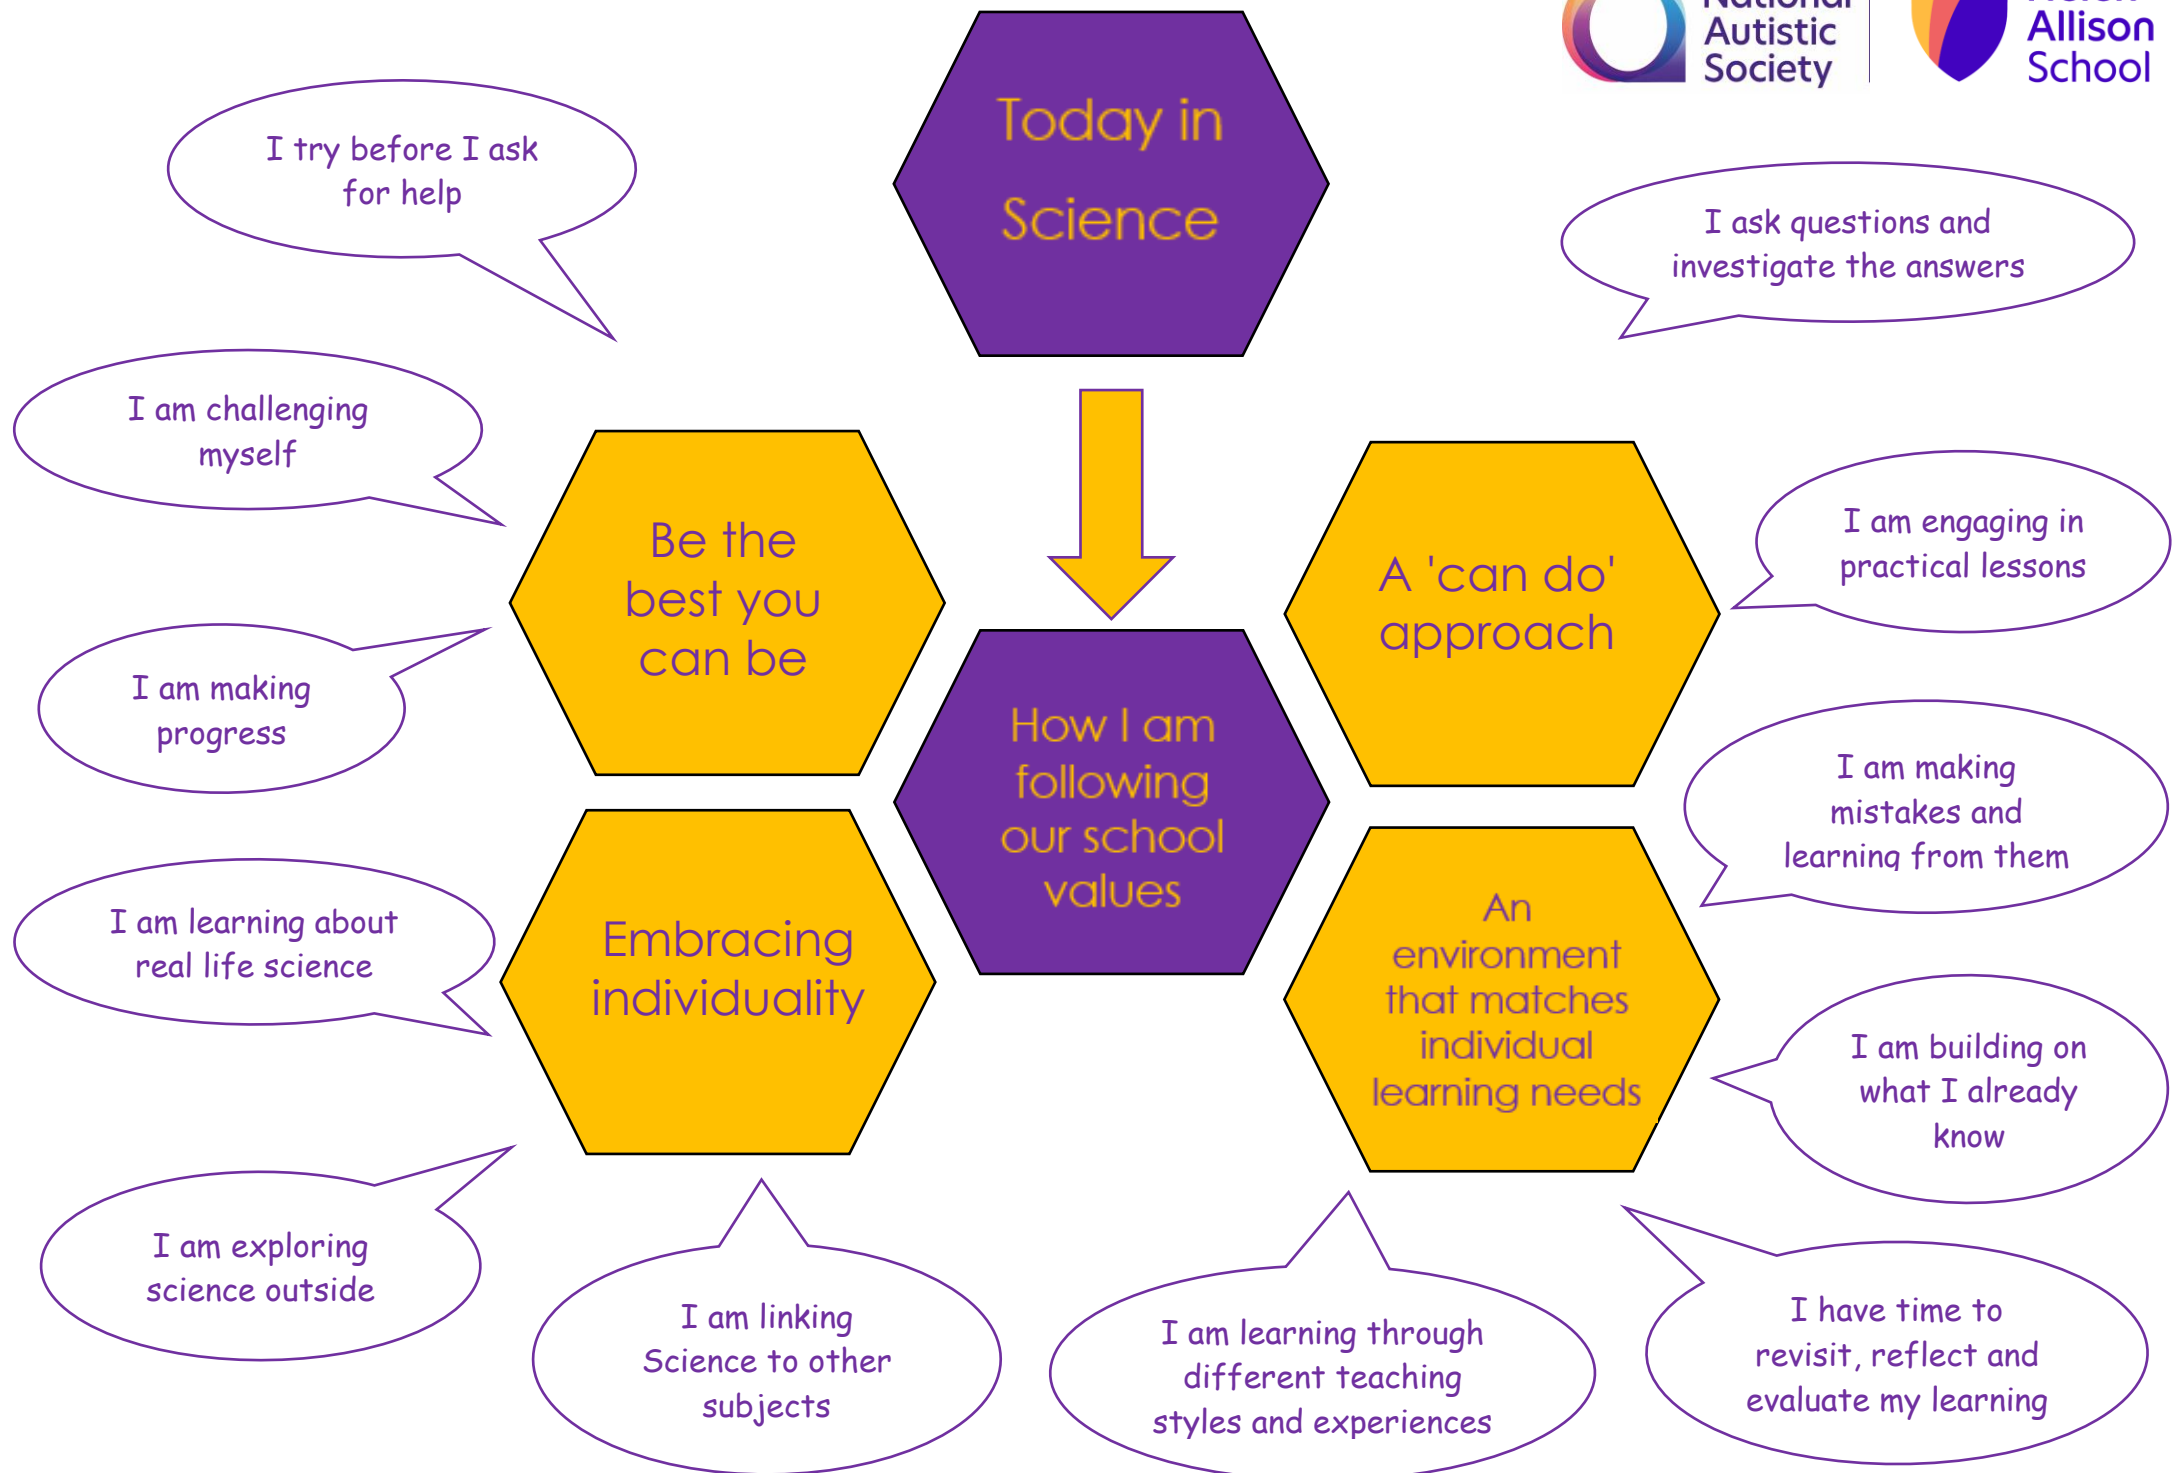 National
Autistic
Society
Allison
School
Today in
Science
I try before I ask
for help
I ask questions and
investigate the answers
I am challenging
myself
Be the
best you
can be
A 'can do'
approach
I am engaging in
practical lessons
I am making
progress
How I am
following
our school
values
I am making
mistakes and
learning from them
I am learning about
real life science
Embracing
individuality
An
environment
that matches
individual
learning needs
I am building on
what I already
know
I am exploring
science outside
I am linking
Science to other
subjects
I am learning through
different teaching
styles and experiences
I have time to
revisit, reflect and
evaluate my learning